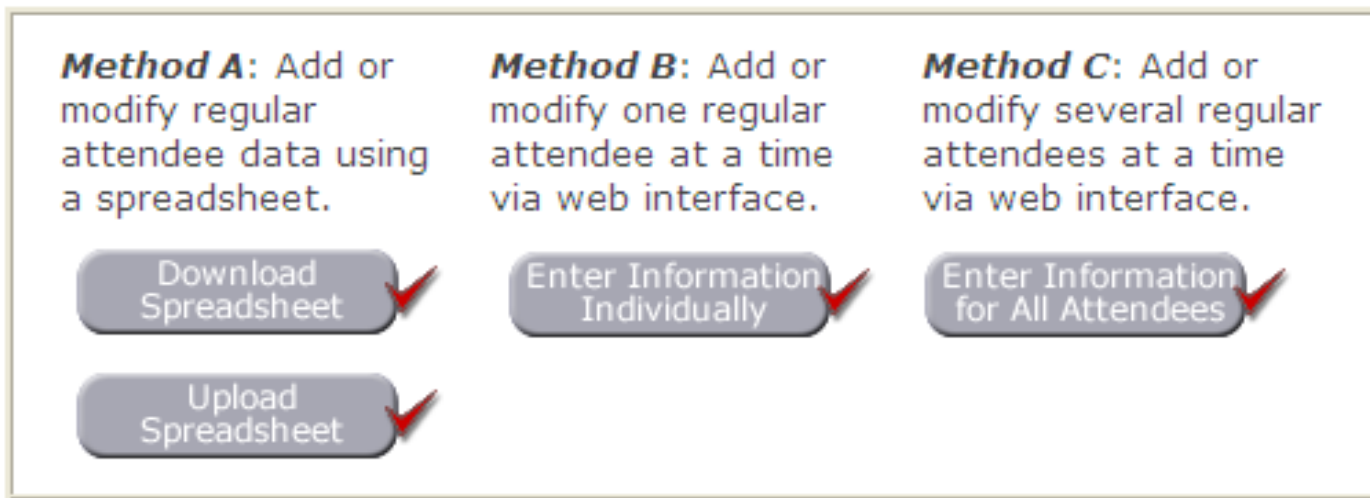 Method A: Add or
modify regular
attendee data using
a spreadsheet.
Download
Spreadsheet
Upload
Spreadsheet
Method B: Add or
modify one regular
attendee at a time
via web interface.
Enter Information
Individually
Method C: Add or
modify several regular
attendees at a time
via web interface.
Enter Information
for All Attendees